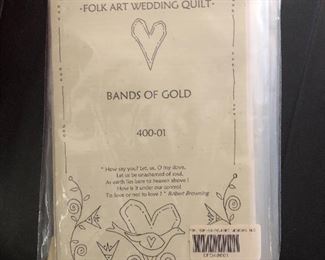 ·FOLK ART WEDDING QUILT·
BANDS OF GOLD
400-01
"How say you? Let us, O my dove,
Let us be unashamed of soul,
As earth lies bare to heaven above!
How is it under our control
To love or not to love?" Robert Browning